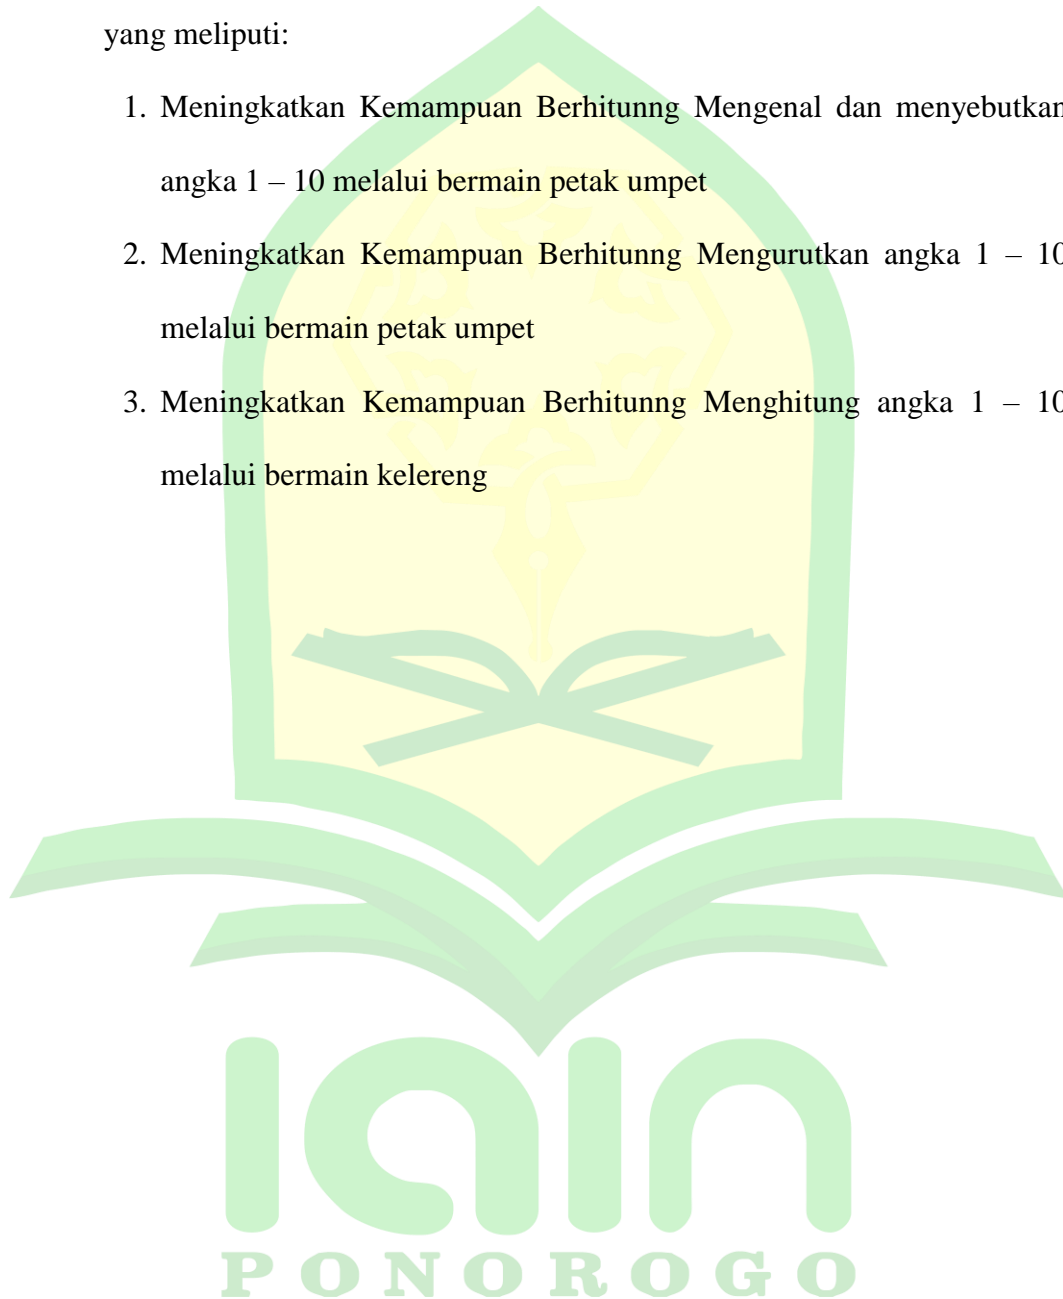 yang meliputi:
1. Meningkatkan Kemampuan Berhitunng Mengenal dan menyebutkan
angka 1 – 10 melalui bermain petak umpet
2. Meningkatkan Kemampuan Berhitunng Mengurutkan angka 1 – 10
melalui bermain petak umpet
3. Meningkatkan Kemampuan Berhitunng Menghitung angka 1 – 10
melalui bermain kelereng
iain
PONOROGO